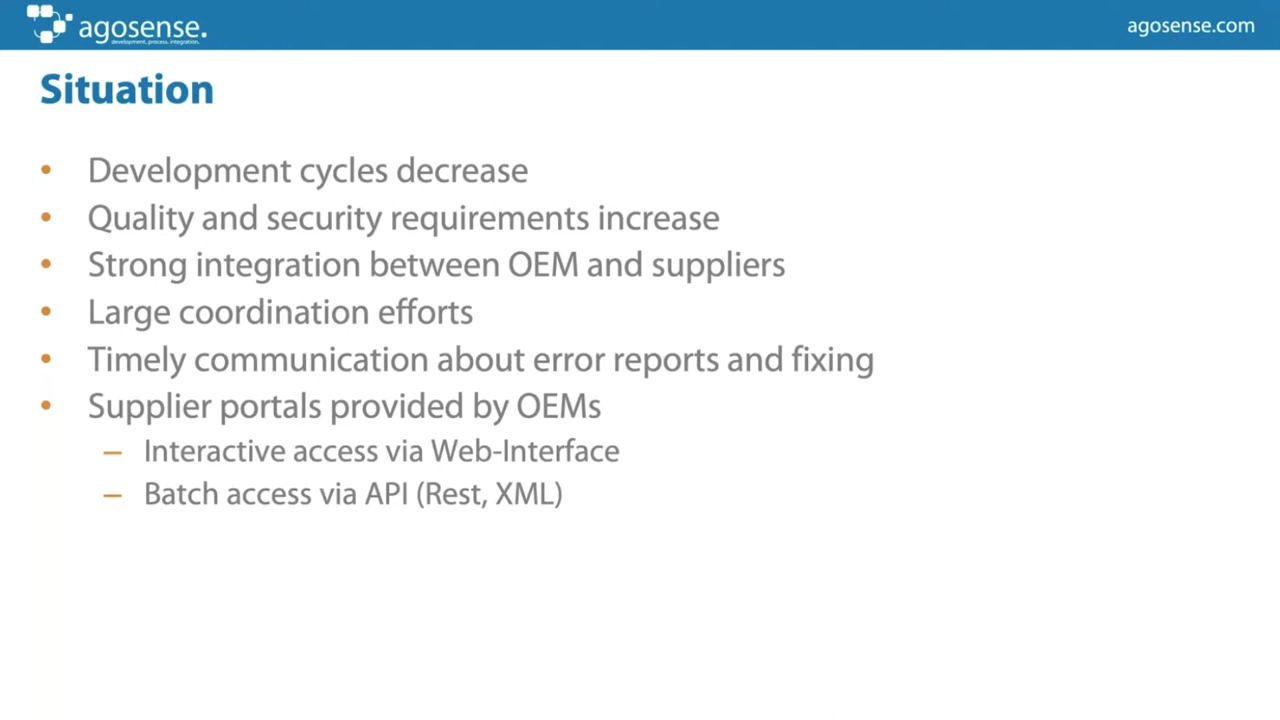 agosense.
development, process, integration.
agosense.com
Situation
• Development cycles decrease
• Quality and security requirements increase
• Strong integration between OEM and suppliers
• Large coordination efforts
• Timely communication about error reports and fixing
• Supplier portals provided by OEMs
– Interactive access via Web-Interface
– Batch access via API (Rest, XML)